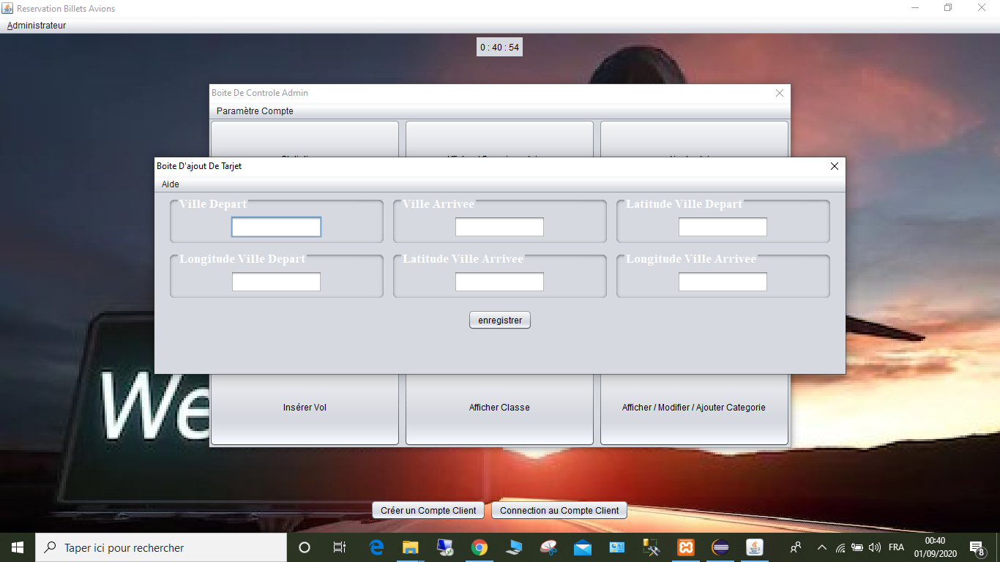 Reservation Billets Avions
Administrateur
0 : 40 : 54
Boite De Controle Admin
Paramètre Compte
Boite D'ajout De Tarjet
Aide
Ville Depart
Ville Arrivee
Latitude Ville Depart
Longitude Ville Depart
Latitude Ville Arrivee
Longitude Ville Arrivee
enregistrer
We
Insérer Vol
Afficher Classe
Afficher / Modifier / Ajouter Categorie
Créer un Compte Client
Connection au Compte Client
Taper ici pour rechercher
FRA
00:40
01/09/2020
8